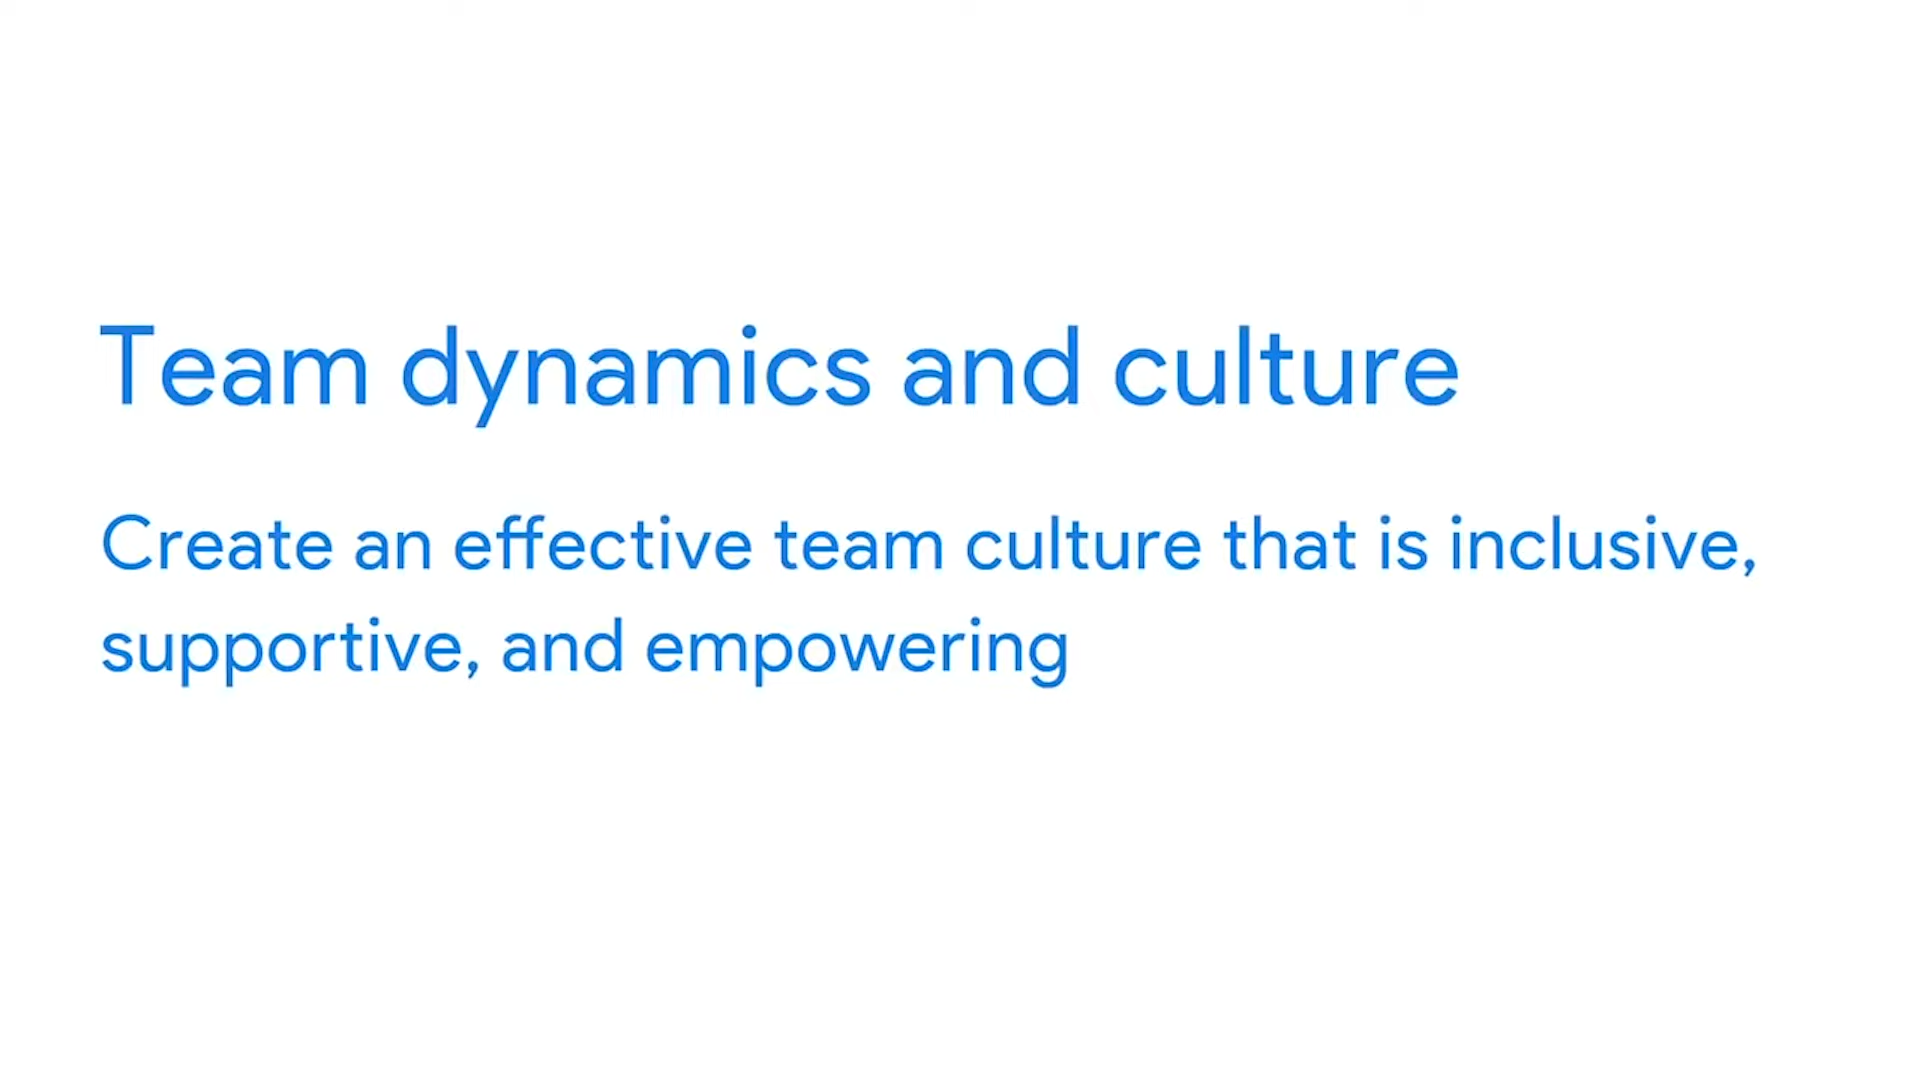 Team dynamics and culture
Create an effective team culture that is inclusive,
supportive, and empowering